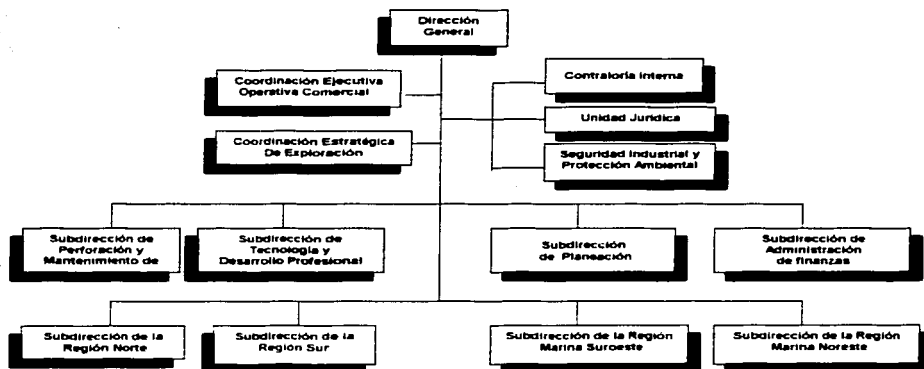 Dirección
General
Coordinación Ejecutiva
Operativa Comercial
Contraloría Interna
Unidad Jurídica
Coordinación Estratégica
De Exploración
Seguridad Industrial y
Protección Ambiental
Subdirección de
Perforación y
Mantenimiento de
Subdirección de
Tecnología y
Desarrollo Profesional
Subdirección
de Planeación
Subdirección de
Administración
de finanzas
Subdirección de la
Región Norte
Subdirección de la
Región Sur
Subdirección de la Región
Marina Suroeste
Subdirección de la Región
Marina Noreste